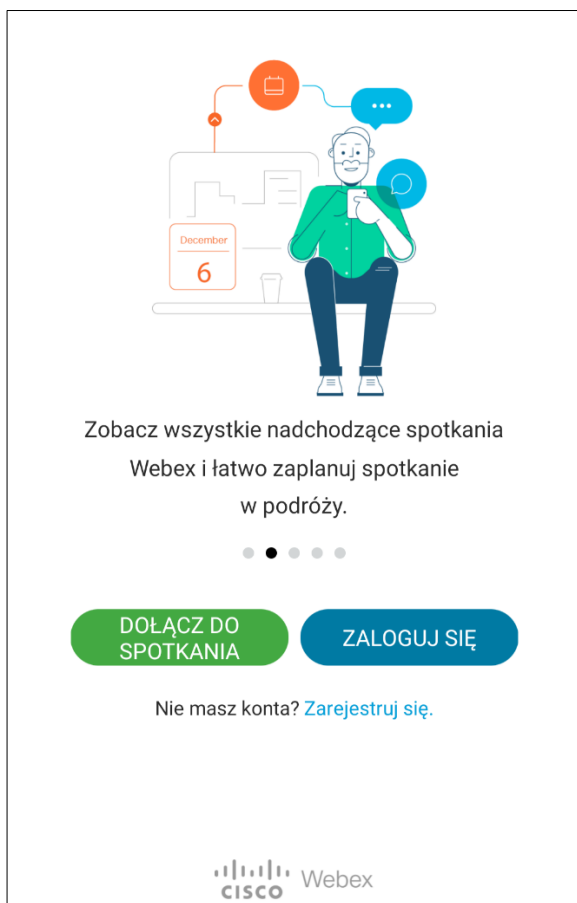 December
6
Zobacz wszystkie nadchodzące spotkania
Webex i łatwo zaplanuj spotkanie
w podróży.
DOŁĄCZ DO
SPOTKANIA
ZALOGUJ SIĘ
Nie masz konta? Zarejestruj się.
CISCO Webex